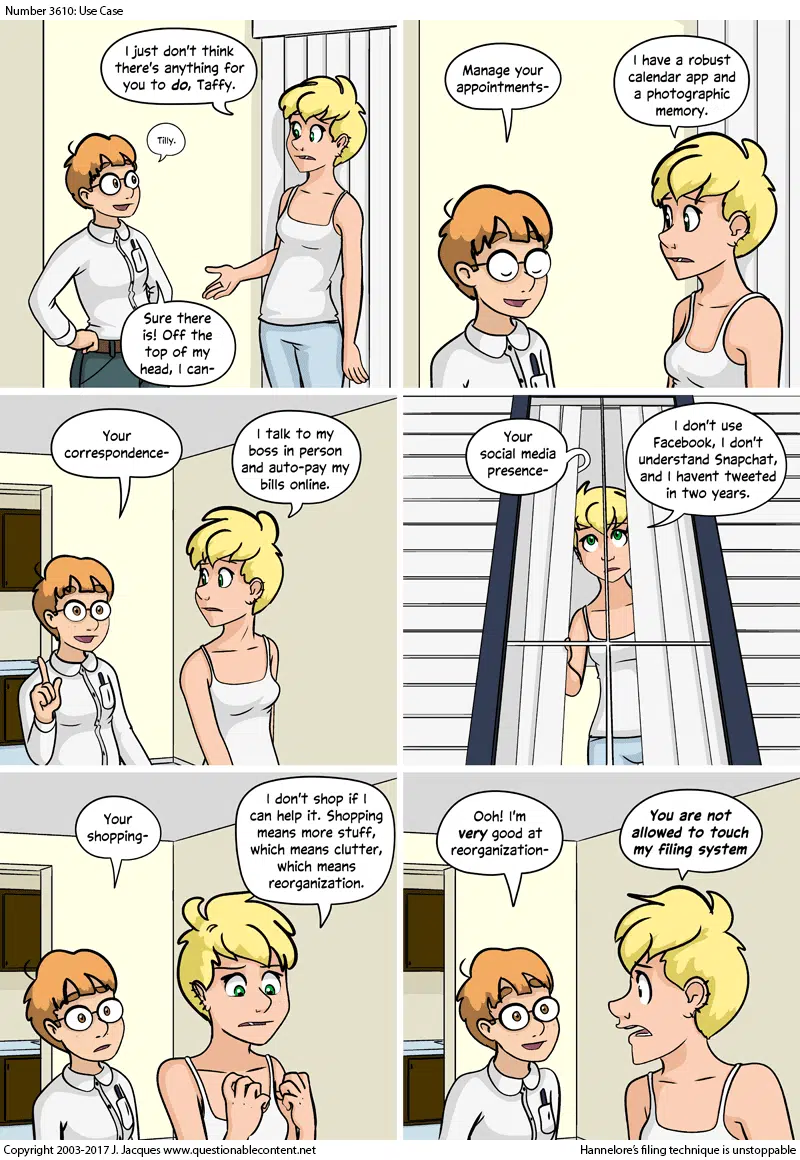 Number 3610: Use Case
I just don't think
there's anything for
you to do, Taffy.
Tilly.
Sure there
is! Off the
top of my
head, I can-
Manage your
appointments-
I have a robust
calendar app and
a photographic
memory.
Your
correspondence-
I talk to my
boss in person
and auto-pay my
bills online.
Your
social media
presence-
I don't use
Facebook, I don't
understand Snapchat,
and I havent tweeted
in two years.
Your
shopping-
I don't shop if I
can help it. Shopping
means more stuff,
which means clutter,
which means
reorganization.
Ooh! I'm
very good at
reorganization-
You are not
allowed to touch
my filing system
Copyright 2003-2017 J. Jacques www.questionablecontent.net
Hannelore's filing technique is unstoppable